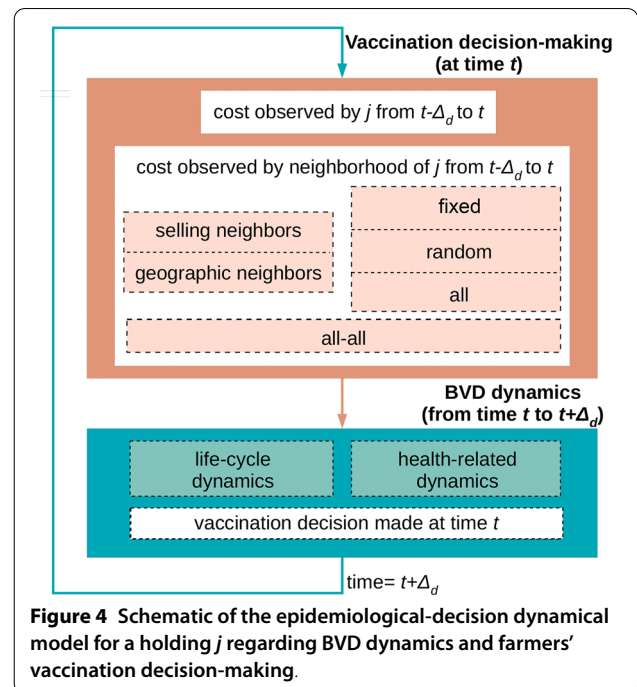 Vaccination decision-making
(at time t)
cost observed by j from t-Δd to t
cost observed by neighborhood of j from t-Δd to t
selling neighbors
geographic neighbors
fixed
random
all
all-all
BVD dynamics
(from time t to t+Δd)
life-cycle
dynamics
health-related
dynamics
vaccination decision made at time t
time= t+Δd
Figure 4 Schematic of the epidemiological-decision dynamical
model for a holding j regarding BVD dynamics and farmers'
vaccination decision-making.